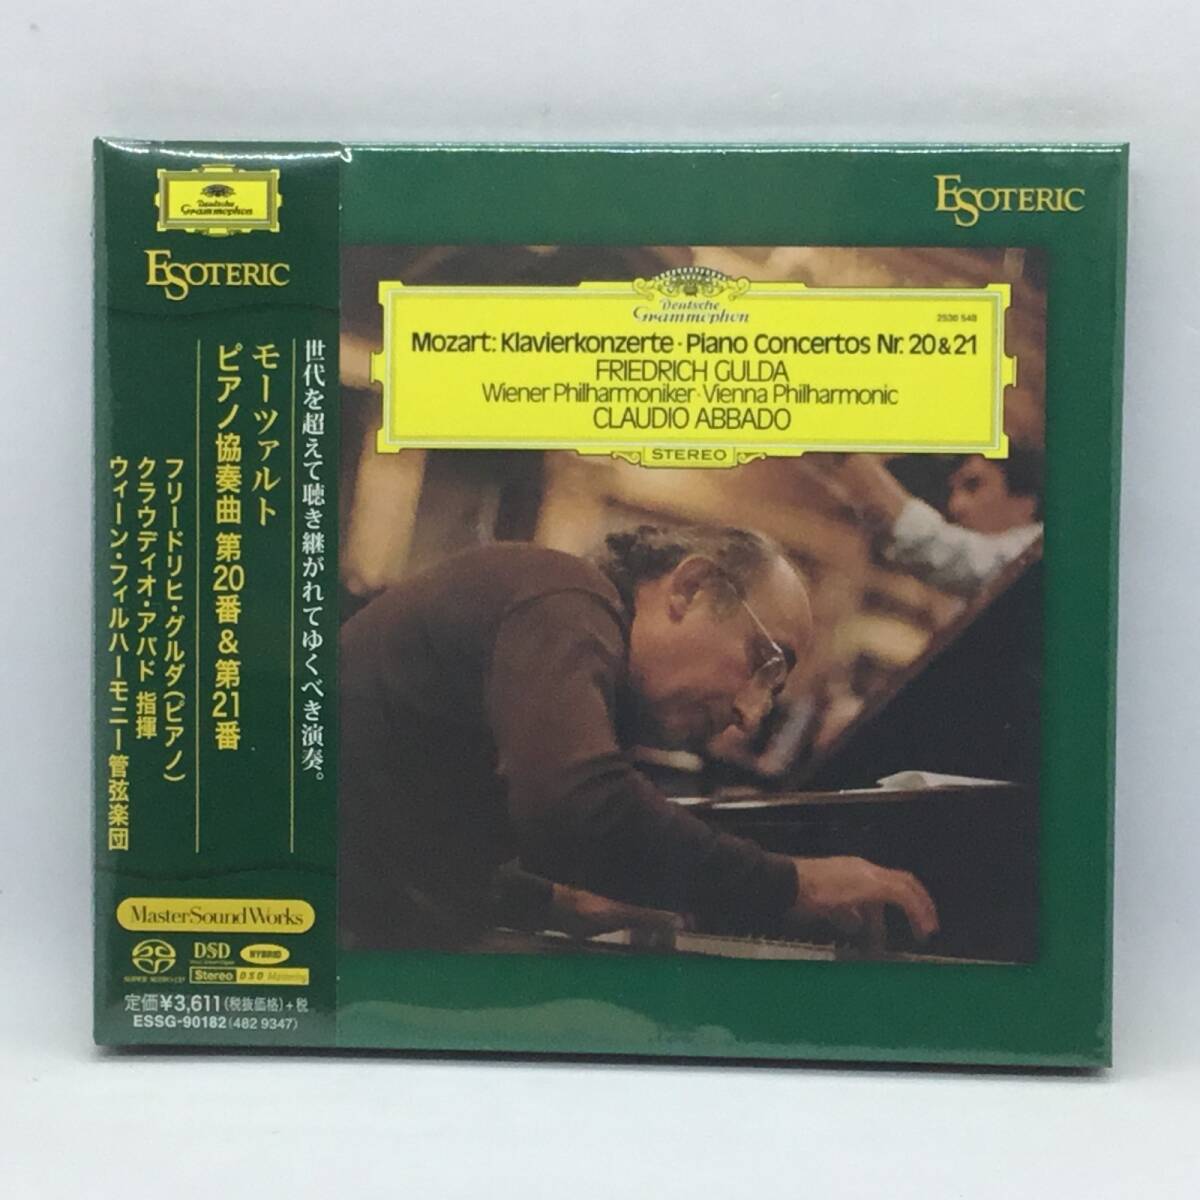 Deutsche
Grammophon
ESOTERIC
世代を超えて聴き継がれてゆくべき演奏。
モーツァルト
ピアノ協奏曲 第20番&第21番
フリードリヒ・グルダ(ピアノ)
クラウディオ・アバド 指揮
ウィーン・フィルハーモニー管弦楽団
MasterSoundWorks
SUPER AUDIO CD
DSD
HYBRID
Stereo DSD Mastering
定価¥3,611(税抜価格)+税
ESSG-90182(482 9347)
ESOTERIC
Deutsche
Grammophon
2530 548
Mozart: Klavierkonzerte · Piano Concertos Nr. 20 & 21
FRIEDRICH GULDA
Wiener Philharmoniker · Vienna Philharmonic
CLAUDIO ABBADO
STEREO